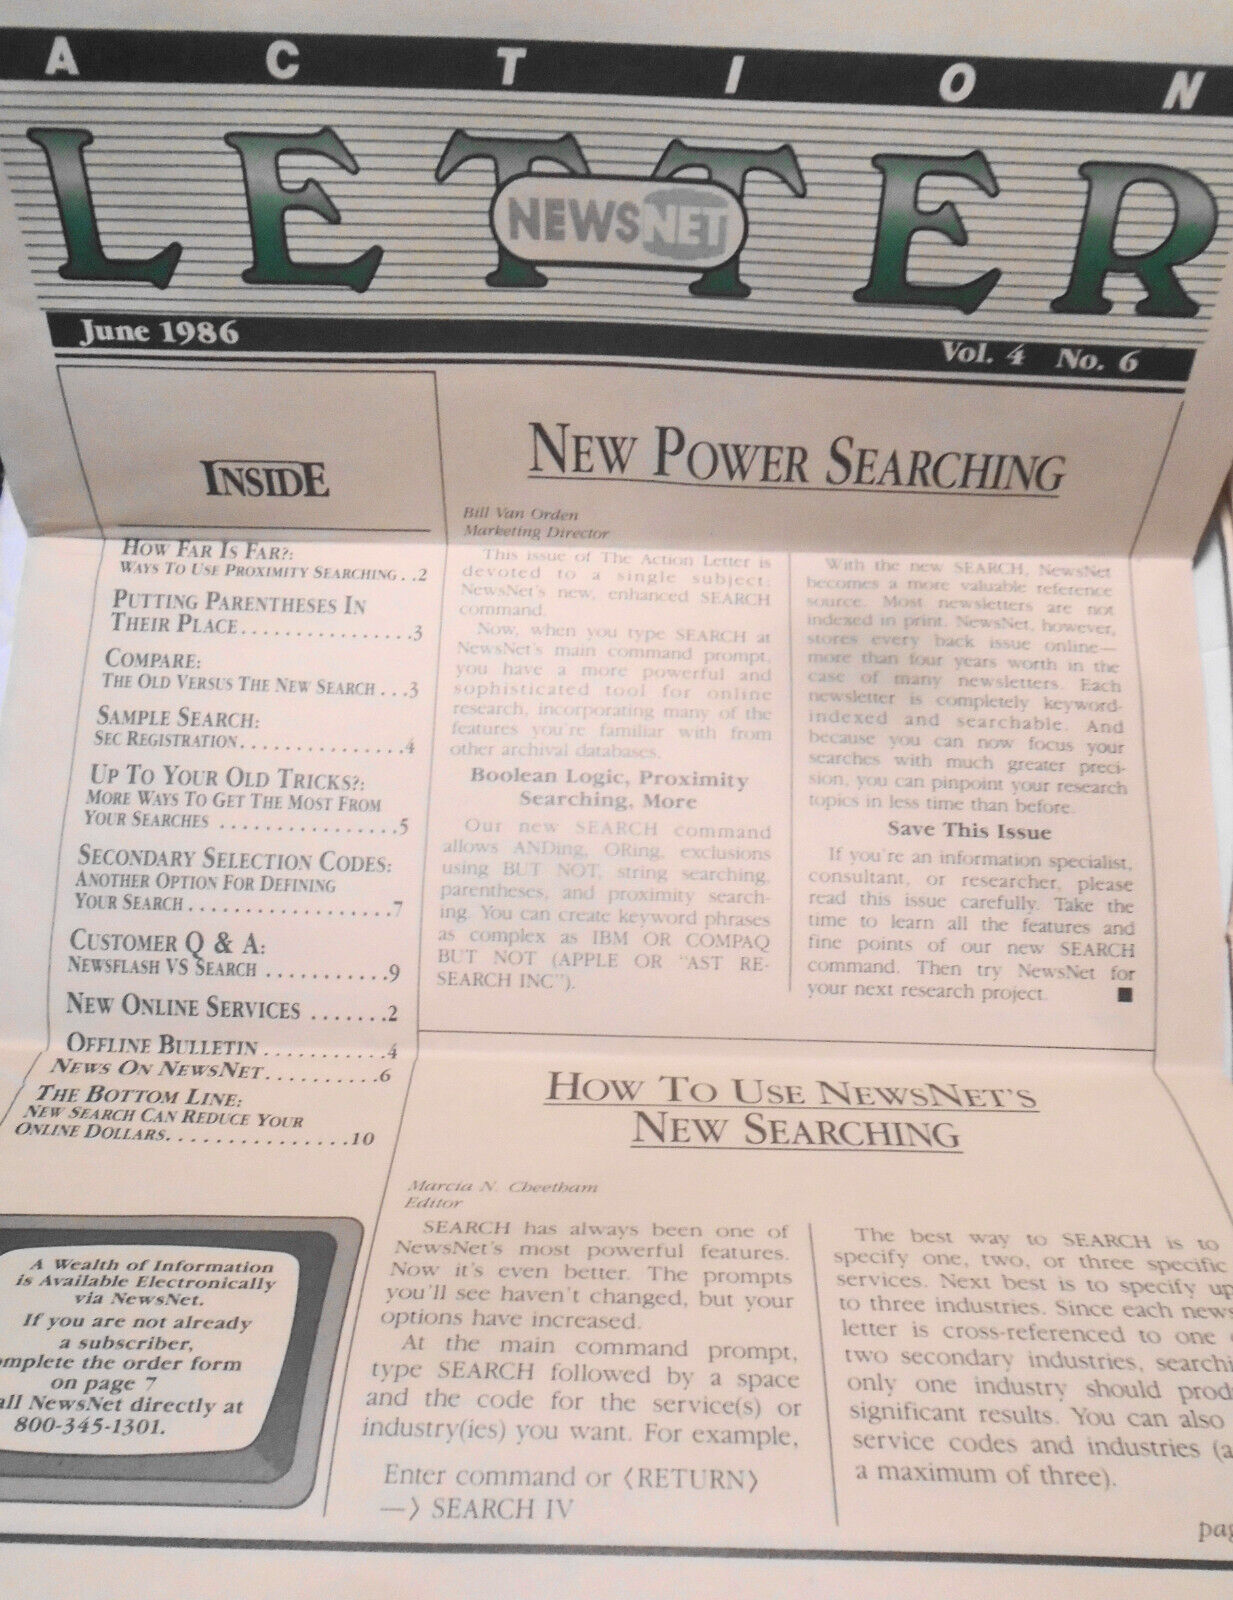 ACTION
LETTER
NEWSNET
June 1986
Vol. 4 No. 6
INSIDE
HOW FAR IS FAR?:
WAYS TO USE PROXIMITY SEARCHING . .2
PUTTING PARENTHESES IN
THEIR PLACE................3
COMPARE:
THE OLD VERSUS THE NEW SEARCH . . .3
SAMPLE SEARCH:
SEC REGISTRATION...............4
UP TO YOUR OLD TRICKS?:
MORE WAYS TO GET THE MOST FROM
YOUR SEARCHES ................5
SECONDARY SELECTION CODES:
ANOTHER OPTION FOR DEFINING
YOUR SEARCH..................7
CUSTOMER Q & A:
NEWSFLASH VS SEARCH ...........9
NEW ONLINE SERVICES .......2
OFFLINE BULLETIN...........4
NEWS ON NEWSNET..........6
THE BOTTOM LINE:
NEW SEARCH CAN REDUCE YOUR
ONLINE DOLLARS................10
A Wealth of Information
is Available Electronically
via NewsNet.
If you are not already
a subscriber,
the order form
on page 7
NewsNet directly at
800-345-1301.
NEW POWER SEARCHING
Bill Van Orden
Marketing Director
This issue of The Action Letter is
devoted to a single subject:
NewsNet's new, enhanced SEARCH
command.
Now, when you type SEARCH at
NewsNet's main command prompt,
you have a more powerful and
sophisticated tool for online
research, incorporating many of the
features you're familiar with from
other archival databases.
Boolean Logic, Proximity
Searching, More
Our new SEARCH command
allows ANDing, ORing, exclusions
using BUT NOT, string searching,
parentheses, and proximity search-
ing. You can create keyword phrases
as complex as IBM OR COMPAQ
BUT NOT (APPLE OR "AST RE-
SEARCH INC").
With the new SEARCH, NewsNet
becomes a more valuable reference
source. Most newsletters are not
indexed in print. NewsNet, however,
stores every back issue online—
more than four years worth in the
case of many newsletters. Each
newsletter is completely keyword-
indexed and searchable. And
because you can now focus your
searches with much greater preci-
sion, you can pinpoint your research
topics in less time than before.
Save This Issue
If you're an information specialist,
consultant, or researcher, please
read this issue carefully. Take the
time to learn all the features and
fine points of our new SEARCH
command. Then try NewsNet for
your next research project. ■
HOW TO USE NEWSNET'S
NEW SEARCHING
Marcia N. Cheetham
Editor
SEARCH has always been one of
NewsNet's most powerful features.
Now it's even better. The prompts
you'll see haven't changed, but your
options have increased.
At the main command prompt,
type SEARCH followed by a space
and the code for the service(s) or
industry(ies) you want. For example,
Enter command or ⟨RETURN⟩
—⟩ SEARCH IV
The best way to SEARCH is to
specify one, two, or three specific
services. Next best is to specify up
to three industries. Since each news
letter is cross-referenced to one
two secondary industries,
only one industry should
significant results. You can also
service codes and industries
a maximum of three).